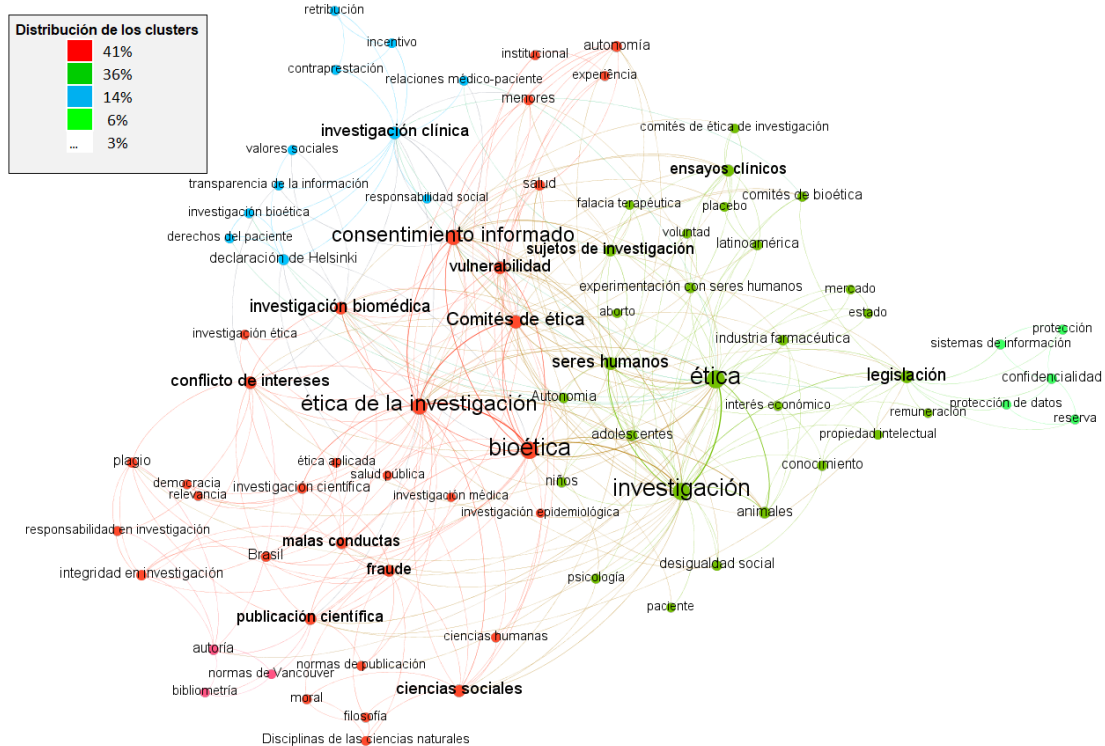 Distribución de los clusters
41%
36%
14%
6%
... 3%
retribución
incentivo
contraprestación
relaciones médico-paciente
institucional
autonomía
experiência
menores
investigación clínica
comités de ética de investigación
valores sociales
ensayos clínicos
transparencia de la información
responsabilidad social
salud
falacia terapéutica
placebo
comités de bioética
investigación bioética
derechos del paciente
consentimiento informado
voluntad
sujetos de investigación
latinoamérica
declaración de Helsinki
vulnerabilidad
experimentación con seres humanos
mercado
investigación biomédica
Comités de ética
aborto
estado
investigación ética
industria farmacéutica
protección
sistemas de información
conflicto de intereses
seres humanos
ética
legislación
confidencialidad
ética de la investigación
Autonomia
interés económico
protección de datos
remuneración
reserva
bioética
adolescentes
propiedad intelectual
plagio
ética aplicada
salud pública
conocimiento
democracia
relevancia
investigación científica
investigación médica
niños
investigación
investigación epidemiológica
animales
responsabilidad en investigación
malas conductas
Brasil
fraude
integridad en investigación
psicología
desigualdad social
publicación científica
paciente
autoría
ciencias humanas
normas de Vancouver
normas de publicación
bibliometría
moral
ciencias sociales
filosofía
Disciplinas de las ciencias naturales